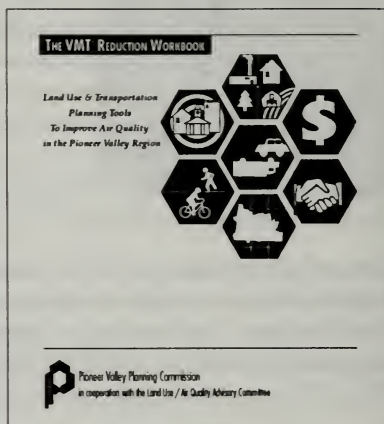 THE VMT REDUCTION WORKBOOK
Land Use & Transportation
Planning Tools
To Improve Air Quality
in the Pioneer Valley Region
$
Pioneer Valley Planning Commission
in cooperation with the Land Use / Air Quality Advisory Committee